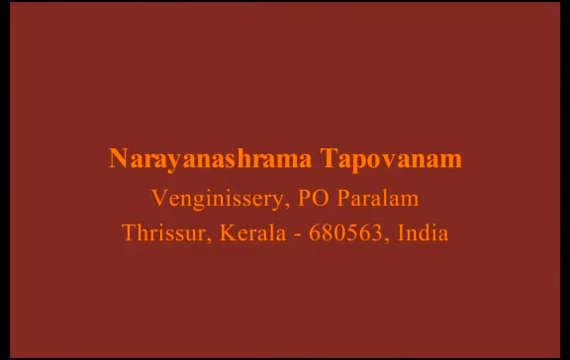 Narayanashrama Tapovanam
Venginissery, PO Paralam
Thrissur, Kerala - 680563, India